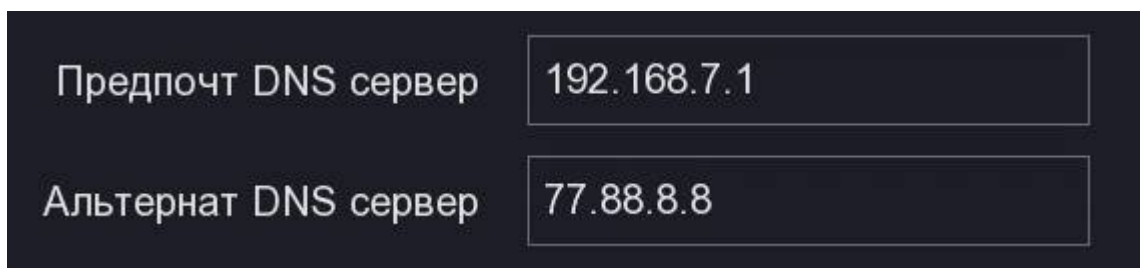 Предпочт DNS сервер 192.168.7.1
Альтернат DNS сервер 77.88.8.8